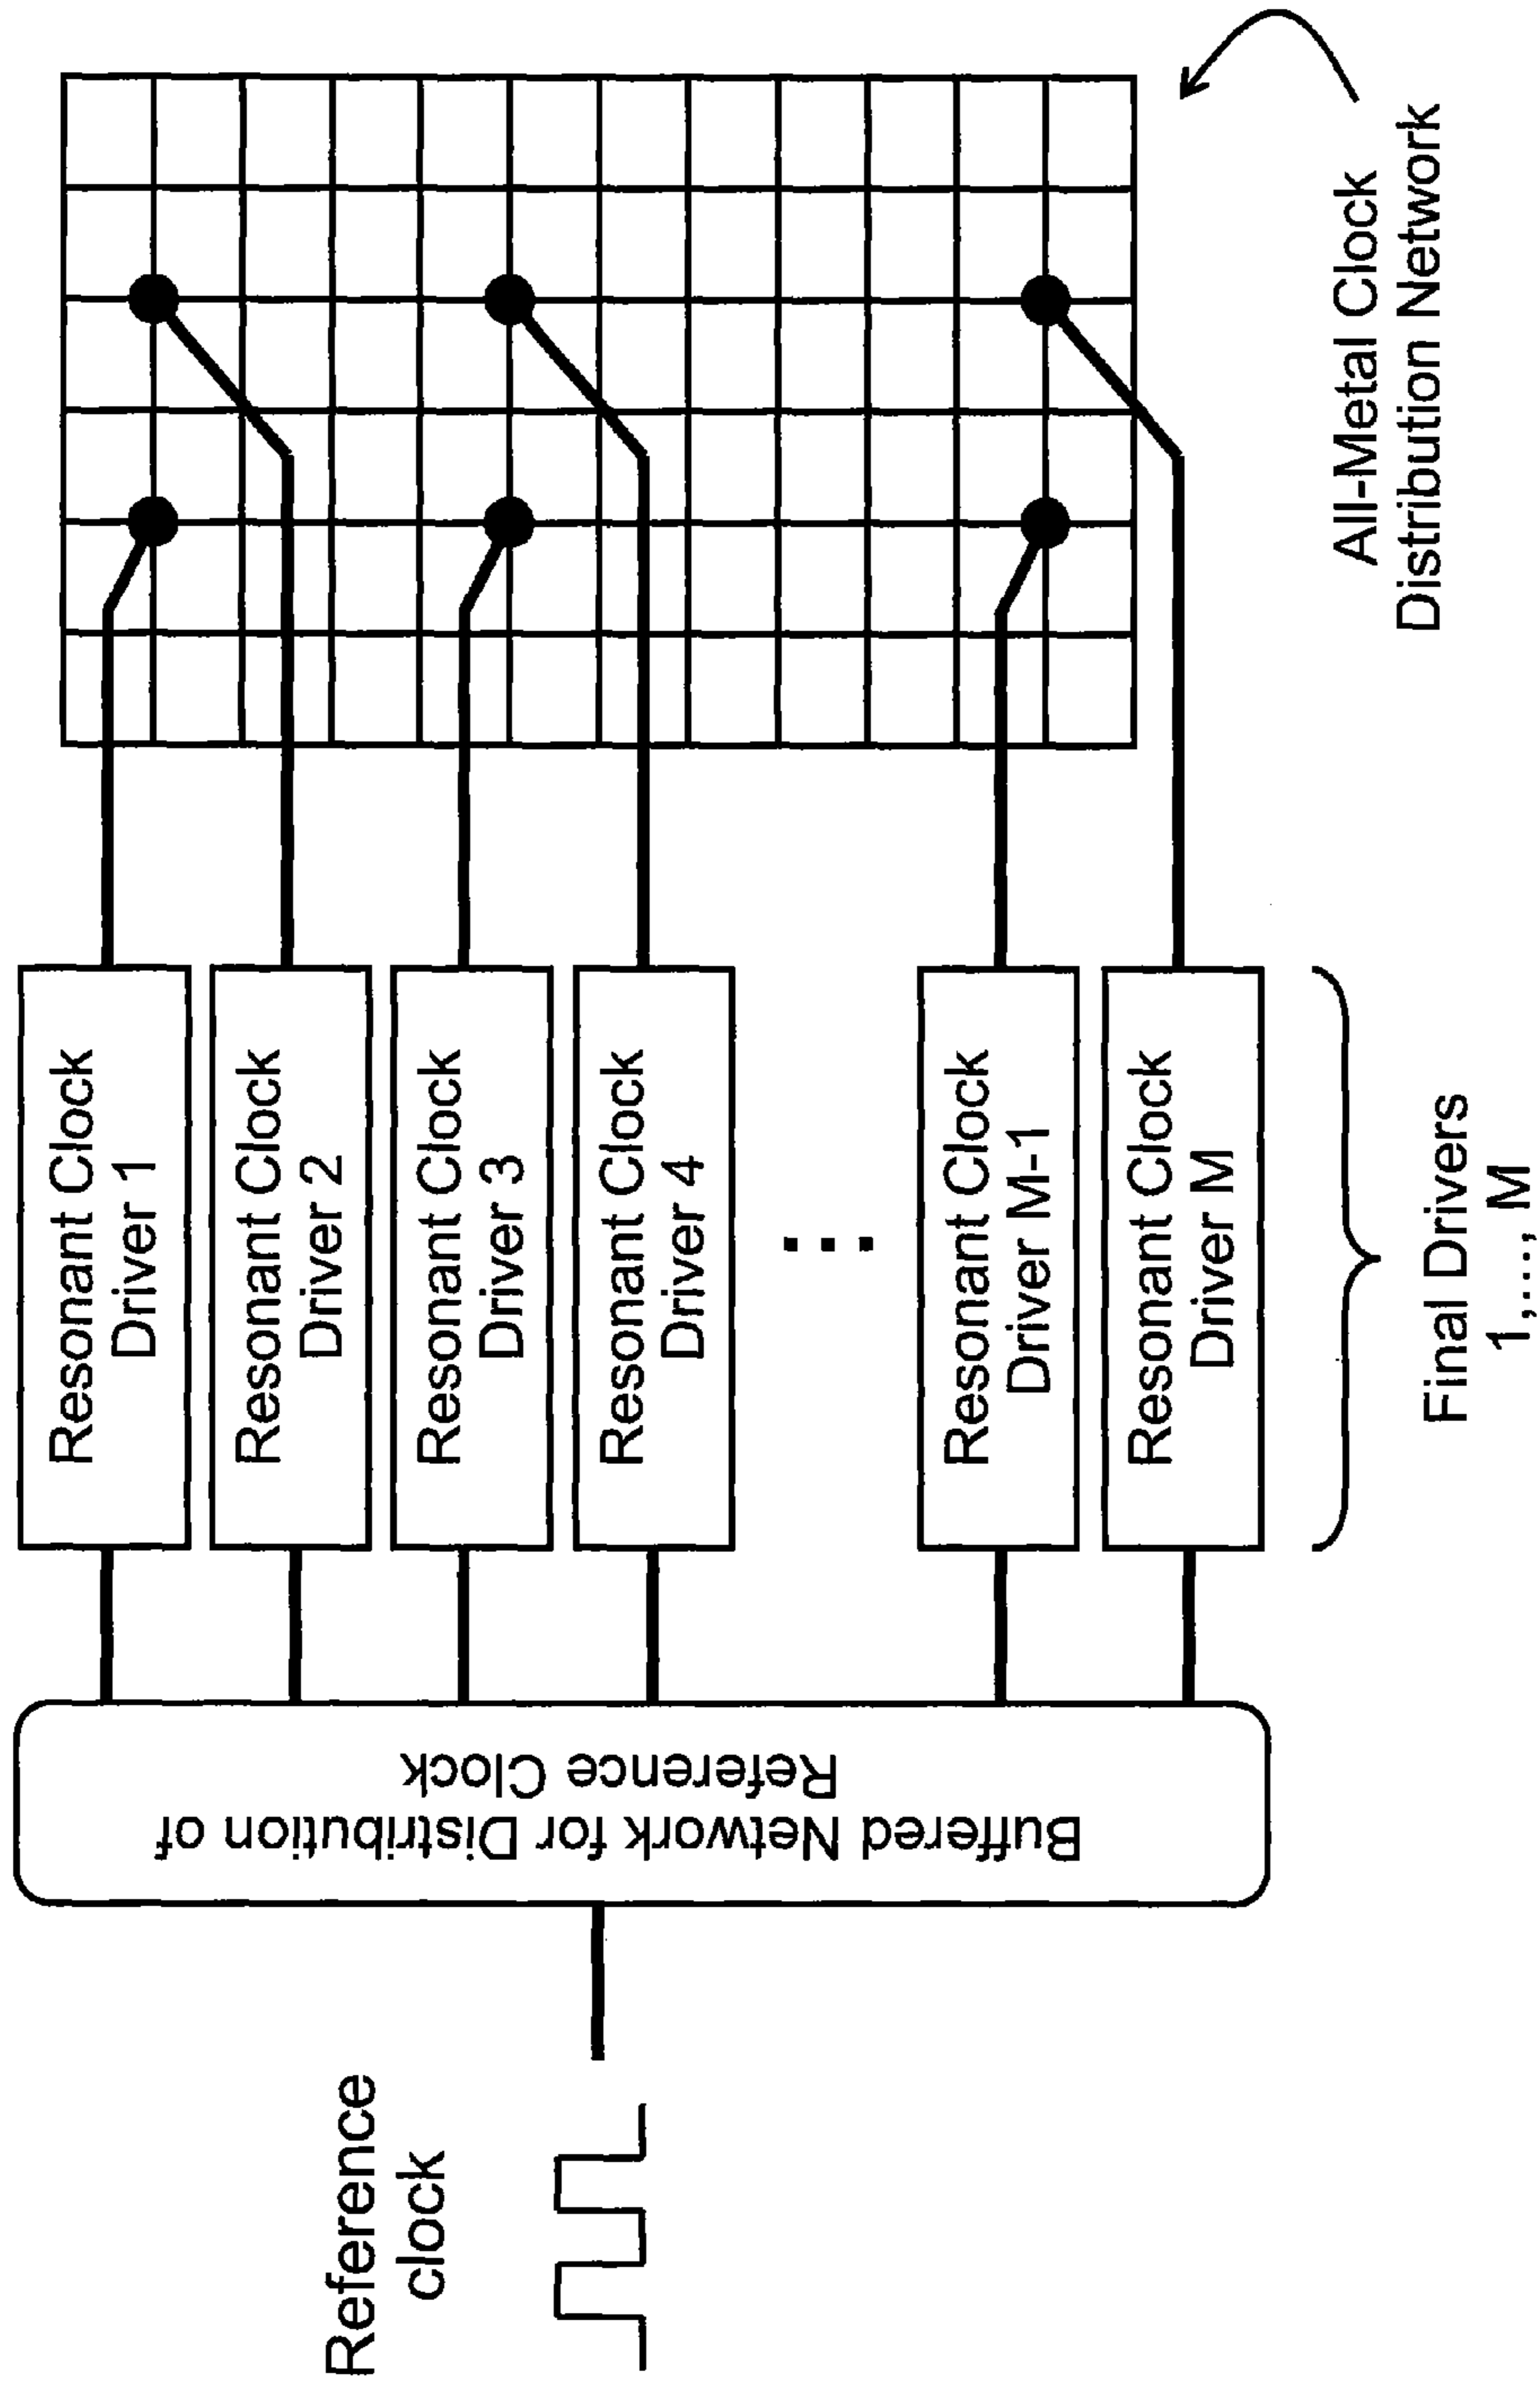 Reference
clock
Buffered Network for Distribution of
Reference Clock
Resonant Clock
Driver 1
Resonant Clock
Driver 2
Resonant Clock
Driver 3
Resonant Clock
Driver 4
...
Resonant Clock
Driver M-1
Resonant Clock
Driver M
Final Drivers
1,...., M
All-Metal Clock
Distribution Network